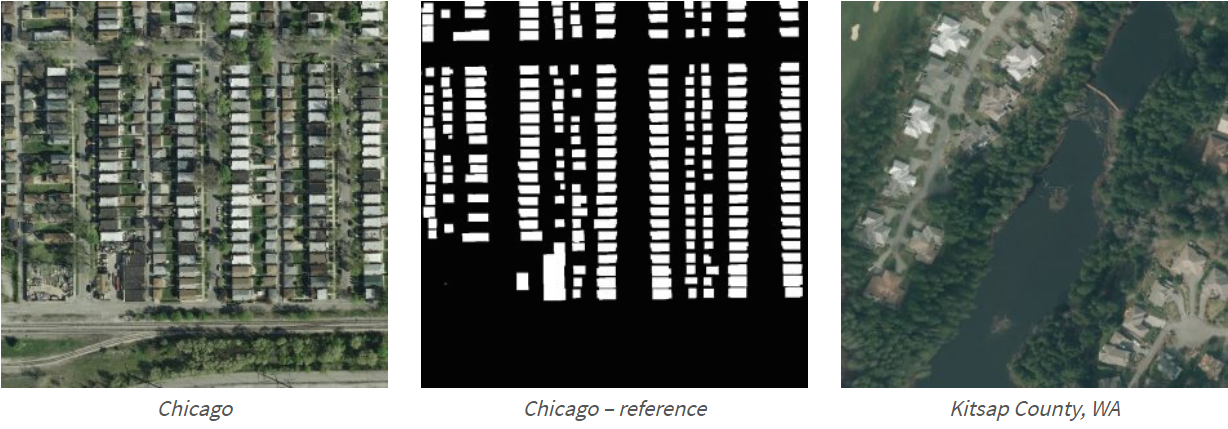 Chicago
Chicago – reference
Kitsap County, WA